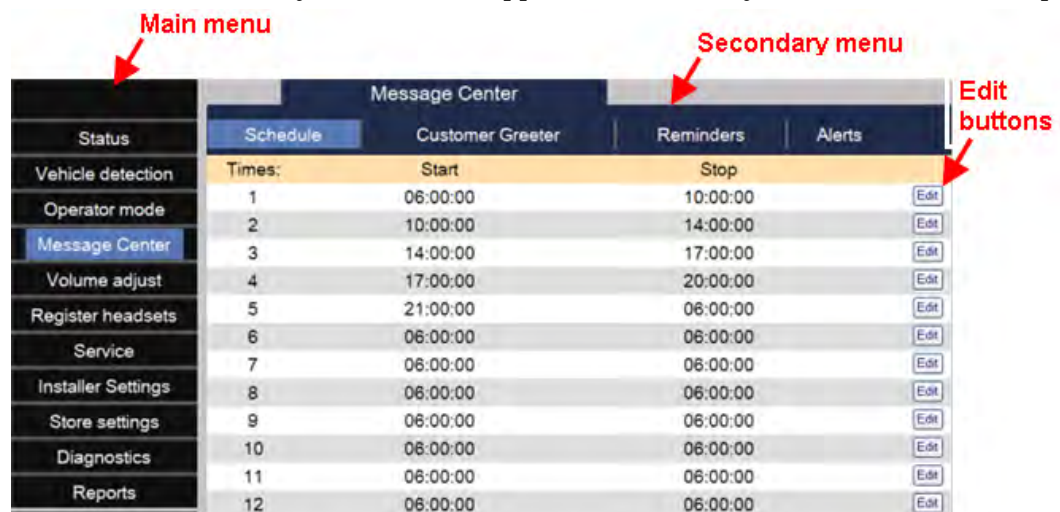 Main menu
Secondary menu
Edit
buttons
Message Center
Status
Schedule Customer Greeter Reminders Alerts
Vehicle detection
Times: Start Stop
Operator mode
1 06:00:00 10:00:00 Edit
2 10:00:00 14:00:00 Edit
Message Center
3 14:00:00 17:00:00 Edit
Volume adjust
4 17:00:00 20:00:00 Edit
Register headsets
5 21:00:00 06:00:00 Edit
Service
6 06:00:00 06:00:00 Edit
7 06:00:00 06:00:00 Edit
Installer Settings
8 06:00:00 06:00:00 Edit
Store settings
9 06:00:00 06:00:00 Edit
Diagnostics
10 06:00:00 06:00:00 Edit
11 06:00:00 06:00:00 Edit
Reports
12 06:00:00 06:00:00 Edit